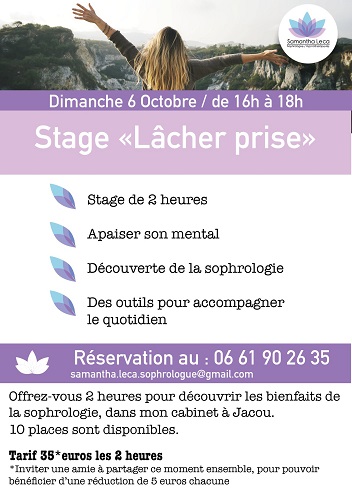 Samantha Leca
Dimanche 6 Octobre / de 16h à 18h
Stage «Lâcher prise»
Stage de 2 heures
Apaiser son mental
Découverte de la sophrologie
Des outils pour accompagner
le quotidien
Réservation au : 06 61 90 26 35
samantha.leca.sophrologue@gmail.com
Offrez-vous 2 heures pour découvrir les bienfaits de
la sophrologie, dans mon cabinet à Jacou.
10 places sont disponibles.
Tarif 35*euros les 2 heures
*Inviter une amie à partager ce moment ensemble, pour pouvoir
bénéficier d'une réduction de 5 euros chacune